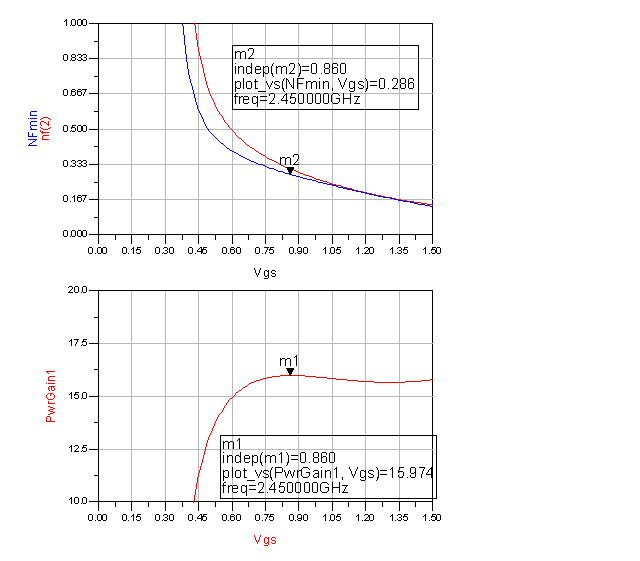 1.000
0.833
0.667
0.500
0.333
0.167
0.000
NFmin
nf(2)
m2
indep(m2)=0.860
plot_vs(NFmin, Vgs)=0.286
freq=2.450000GHz
m2
0.00 0.15 0.30 0.45 0.60 0.75 0.90 1.05 1.20 1.35 1.50
Vgs
20.0
17.5
15.0
12.5
10.0
PwrGain1
m1
m1
indep(m1)=0.860
plot_vs(PwrGain1, Vgs)=15.974
freq=2.450000GHz
0.00 0.15 0.30 0.45 0.60 0.75 0.90 1.05 1.20 1.35 1.50
Vgs